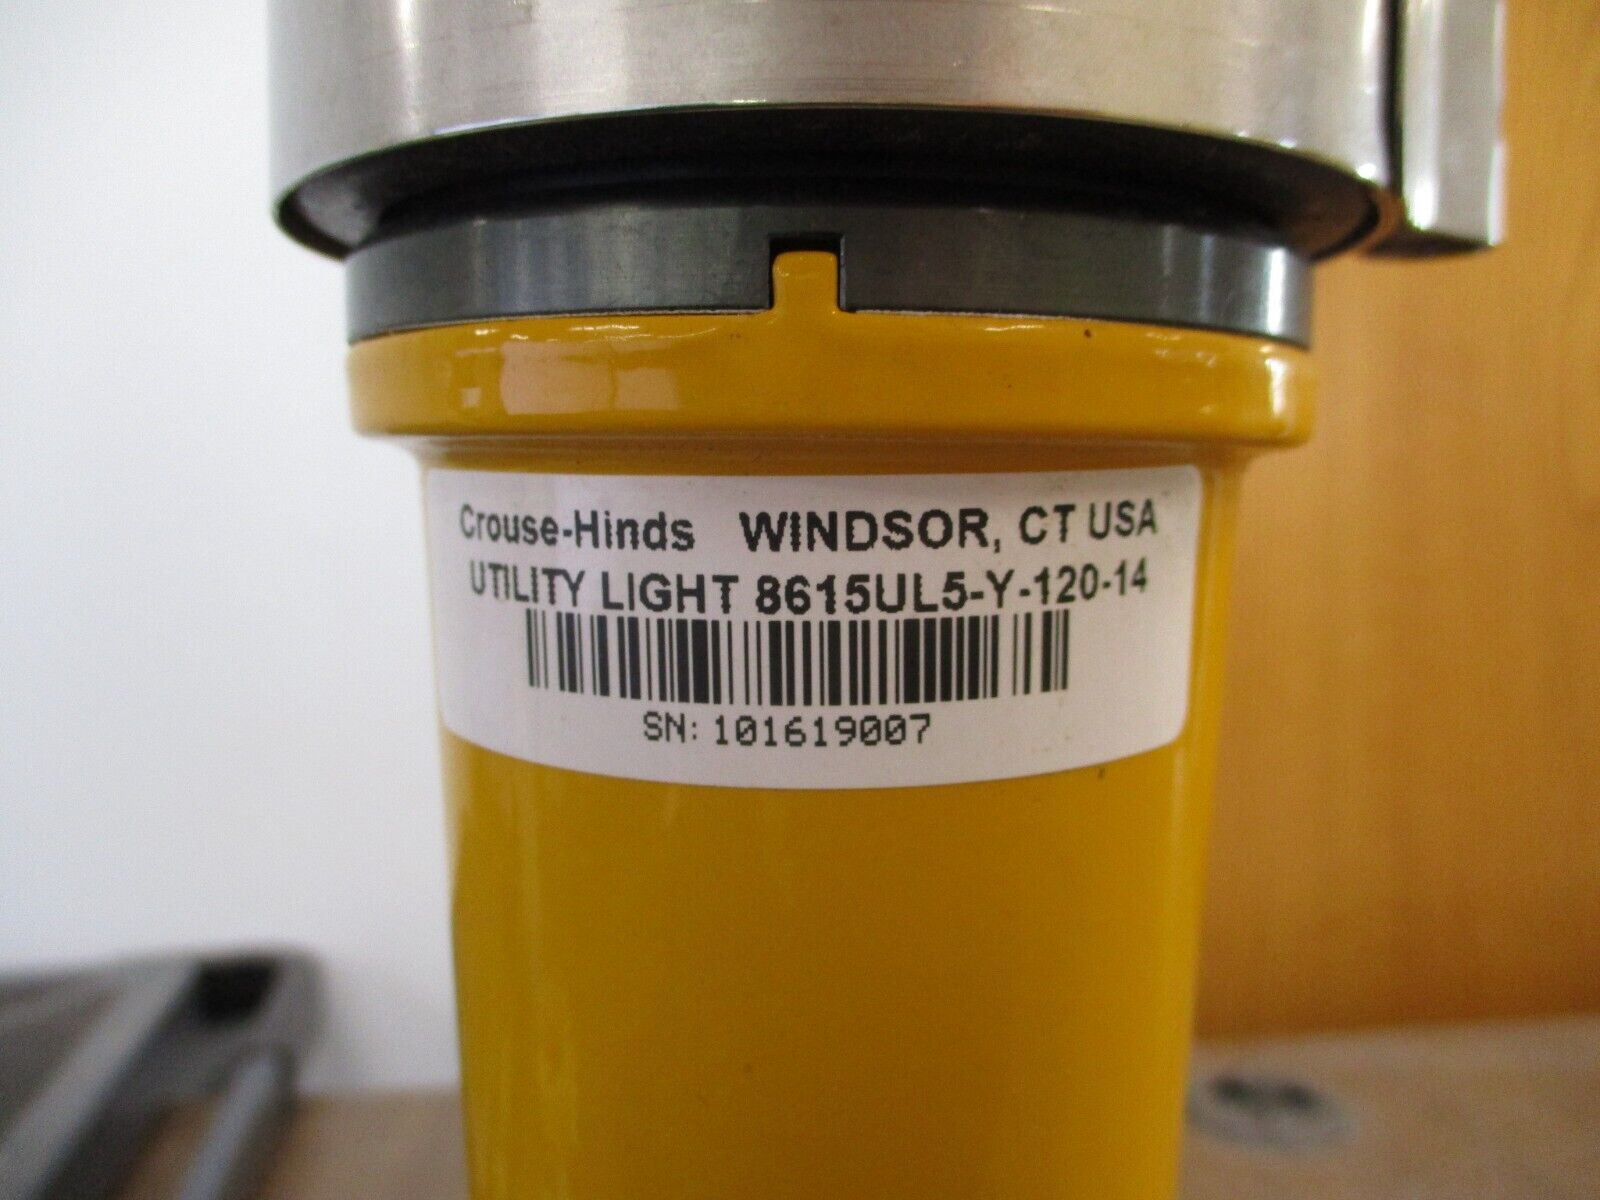 Crouse-Hinds WINDSOR, CT USA
UTILITY LIGHT 8615UL5-Y-120-14
SN: 101619007